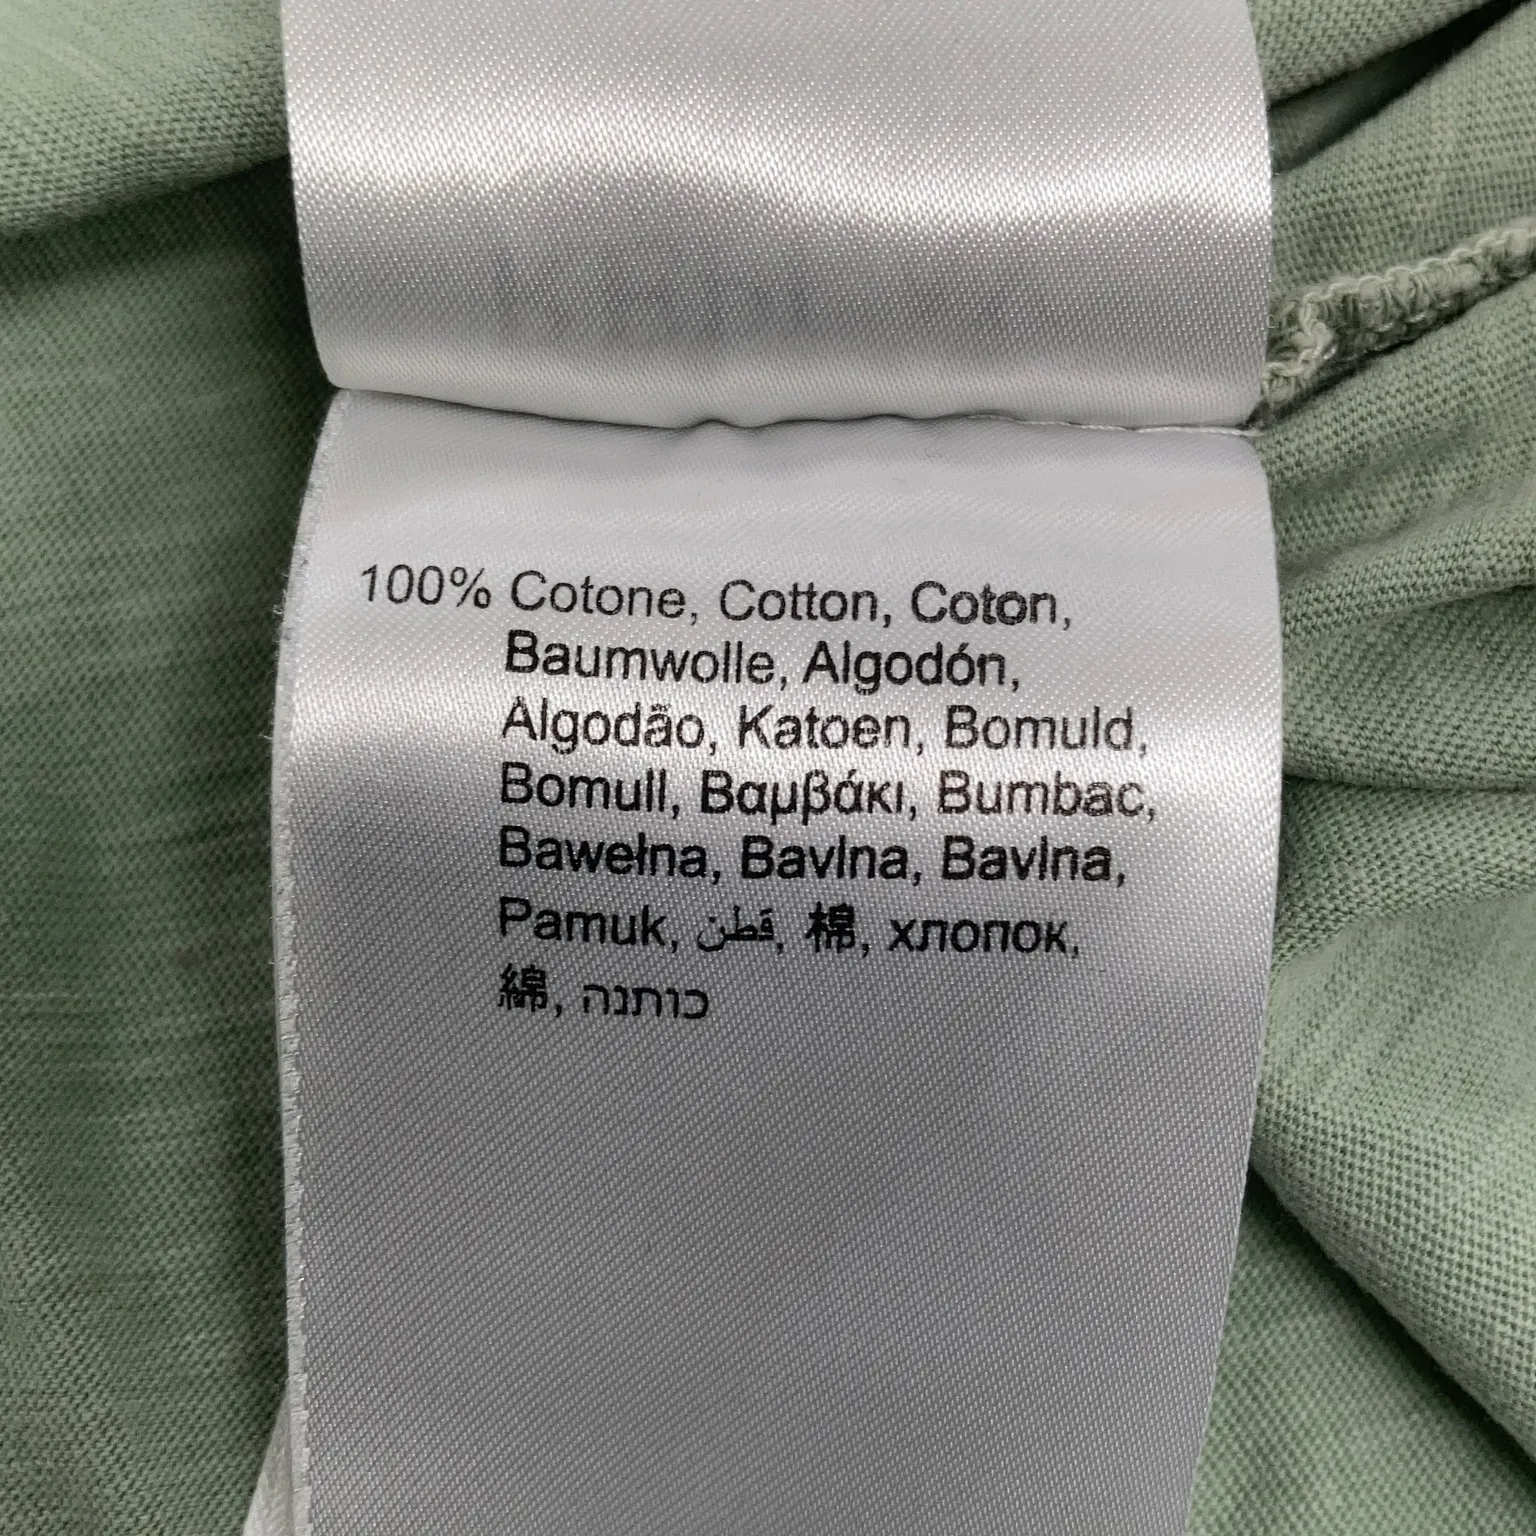 100% Cotone, Cotton, Coton,
Baumwolle, Algodón,
Algodão, Katoen, Bomuld,
Bomull, Βαμβάκι, Bumbac,
Bawełna, Bavlna, Bavlna,
Pamuk, قطن, 棉, хлопок,
綿, כותנה